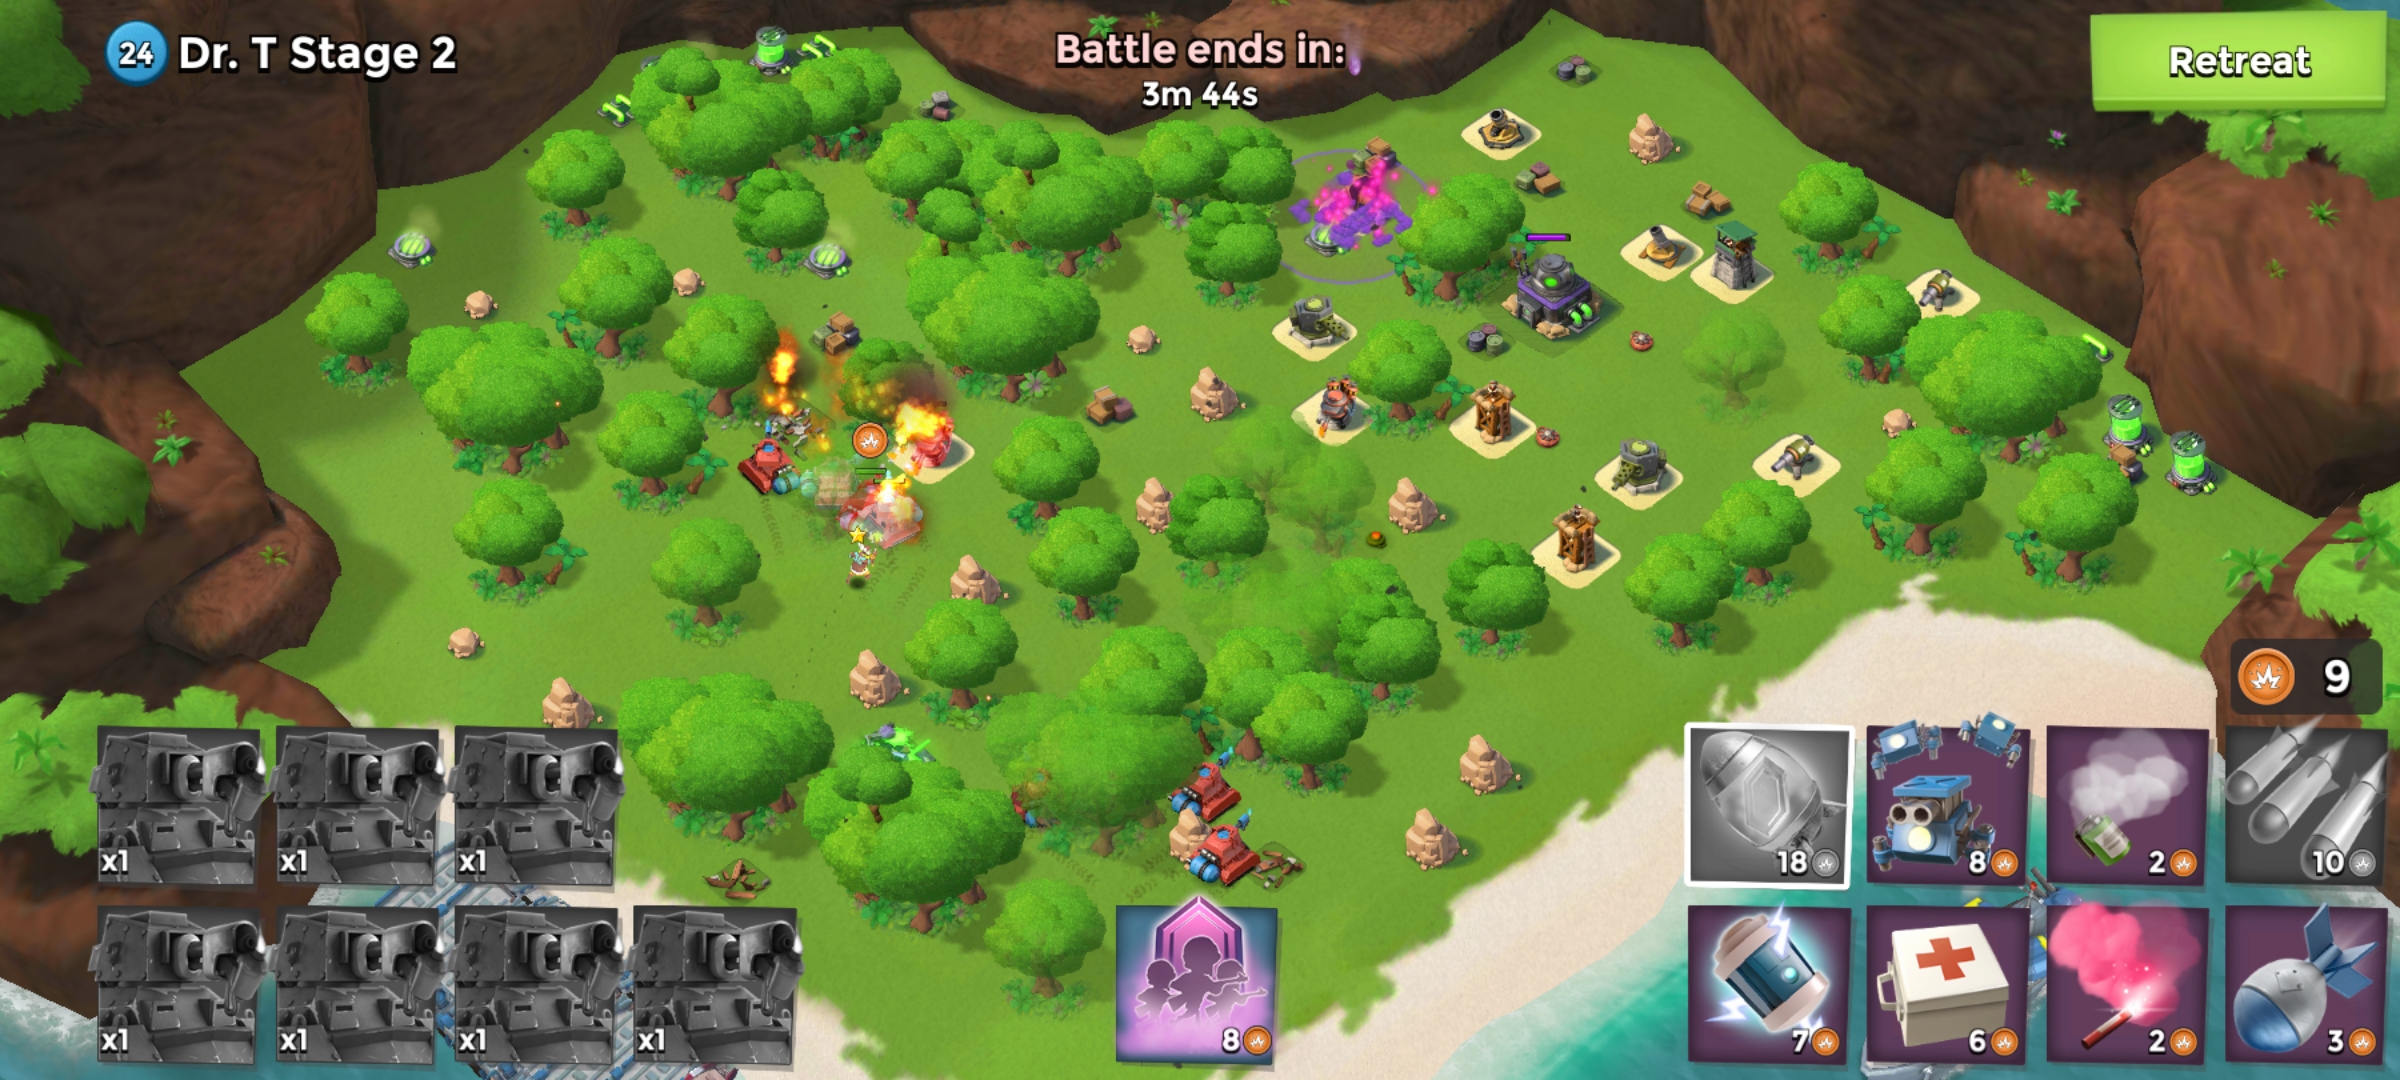 24 Dr. T Stage 2
Battle ends in:
3m 44s
Retreat
9
x1 x1 x1
18 8 2 10
x1 x1 x1 x1
8
7 6 2 3